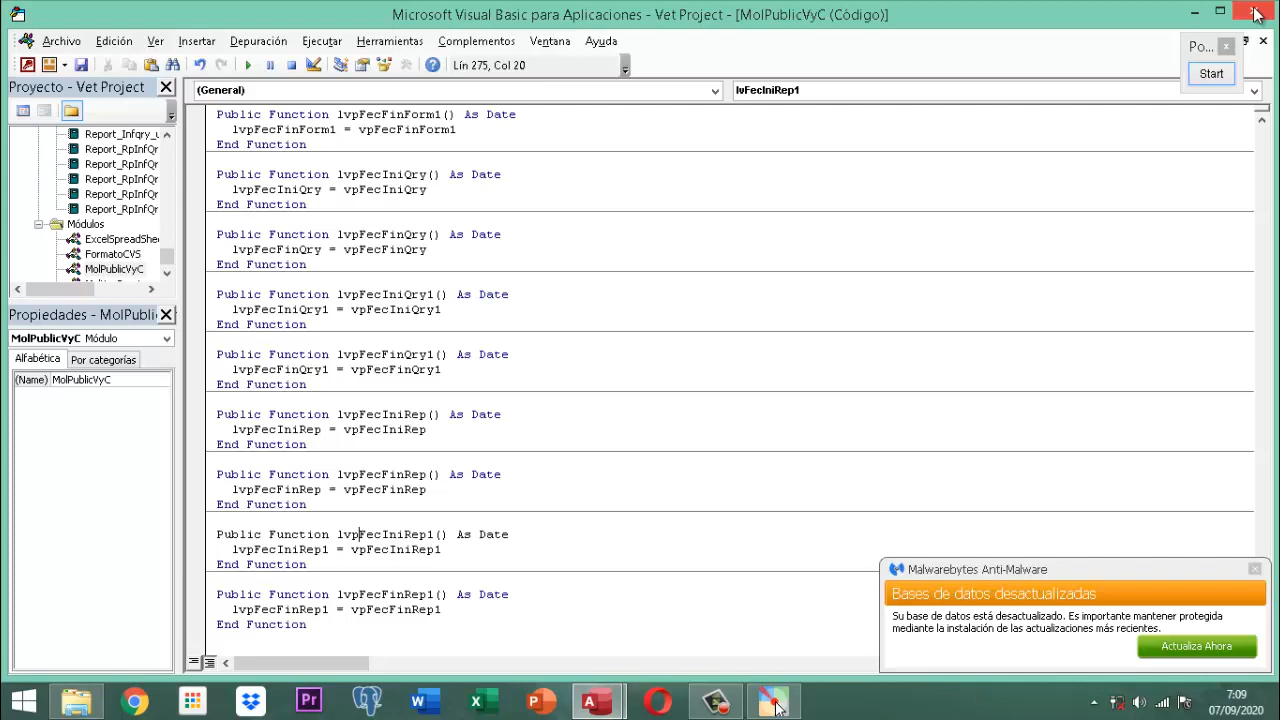 Microsoft Visual Basic para Aplicaciones - Vet Project - [MolPublicVyC (Código)]
Archivo Edición Ver Insertar Depuración Ejecutar Herramientas Complementos Ventana Ayuda
Po...
Start
Lín 275, Col 20
Proyecto - Vet Project
(General)
lvFecIniRep1
Report_Infqry_u
Report_RpInfQr
Report_RpInfQr
Report_RpInfQr
Report_RpInfQr
Report_RpInfQr
Módulos
ExcelSpreadShe
FormatoCVS
MolPublicVyC
Propiedades - MolPubli
MolPublicVyC Módulo
Alfabética Por categorías
(Name) MolPublicVyC
Public Function lvpFecFinForm1() As Date
lvpFecFinForm1 = vpFecFinForm1
End Function
Public Function lvpFecIniQry() As Date
lvpFecIniQry = vpFecIniQry
End Function
Public Function lvpFecFinQry() As Date
lvpFecFinQry = vpFecFinQry
End Function
Public Function lvpFecIniQry1() As Date
lvpFecIniQry1 = vpFecIniQry1
End Function
Public Function lvpFecFinQry1() As Date
lvpFecFinQry1 = vpFecFinQry1
End Function
Public Function lvpFecIniRep() As Date
lvpFecIniRep = vpFecIniRep
End Function
Public Function lvpFecFinRep() As Date
lvpFecFinRep = vpFecFinRep
End Function
Public Function lvpFecIniRep1() As Date
lvpFecIniRep1 = vpFecIniRep1
End Function
Public Function lvpFecFinRep1() As Date
lvpFecFinRep1 = vpFecFinRep1
End Function
Malwarebytes Anti-Malware
Bases de datos desactualizadas
Su base de datos está desactualizado. Es importante mantener protegida
mediante la instalación de las actualizaciones más recientes.
Actualiza Ahora
Pr
7:09
07/09/2020